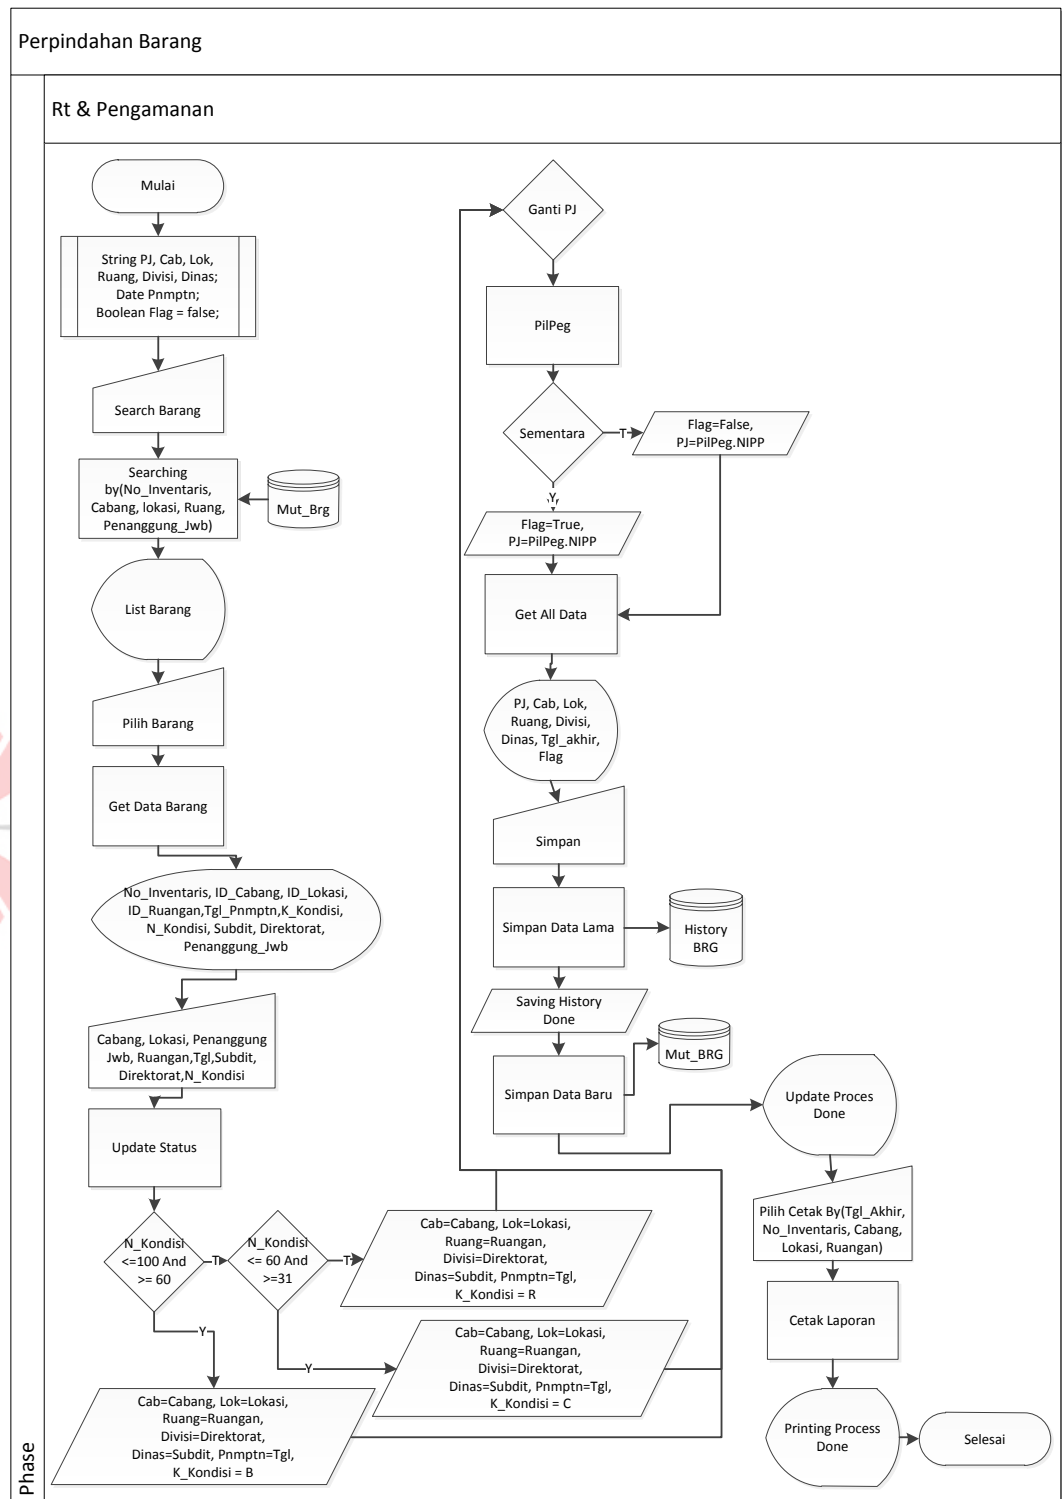 Perpindahan Barang
Rt & Pengamanan
Phase
Mulai
String PJ, Cab, Lok,
Ruang, Divisi, Dinas;
Date Pnmptn;
Boolean Flag = false;
Search Barang
Searching
by(No_Inventaris,
Cabang, lokasi, Ruang,
Penanggung_Jwb)
Mut_Brg
List Barang
Pilih Barang
Get Data Barang
No_Inventaris, ID_Cabang, ID_Lokasi,
ID_Ruangan,Tgl_Pnmptn,K_Kondisi,
N_Kondisi, Subdit, Direktorat,
Penanggung_Jwb
Cabang, Lokasi, Penanggung
Jwb, Ruangan,Tgl,Subdit,
Direktorat,N_Kondisi
Update Status
N_Kondisi
<=100 And
>= 60
T
N_Kondisi
<= 60 And
>=31
T
Cab=Cabang, Lok=Lokasi,
Ruang=Ruangan,
Divisi=Direktorat,
Dinas=Subdit, Pnmptn=Tgl,
K_Kondisi = R
Y
Y
Cab=Cabang, Lok=Lokasi,
Ruang=Ruangan,
Divisi=Direktorat,
Dinas=Subdit, Pnmptn=Tgl,
K_Kondisi = C
Cab=Cabang, Lok=Lokasi,
Ruang=Ruangan,
Divisi=Direktorat,
Dinas=Subdit, Pnmptn=Tgl,
K_Kondisi = B
Ganti PJ
PilPeg
Sementara
T
Flag=False,
PJ=PilPeg.NIPP
Y
Flag=True,
PJ=PilPeg.NIPP
Get All Data
PJ, Cab, Lok,
Ruang, Divisi,
Dinas, Tgl_akhir,
Flag
Simpan
Simpan Data Lama
History
BRG
Saving History
Done
Mut_BRG
Simpan Data Baru
Update Proces
Done
Pilih Cetak By(Tgl_Akhir,
No_Inventaris, Cabang,
Lokasi, Ruangan)
Cetak Laporan
Printing Process
Done
Selesai